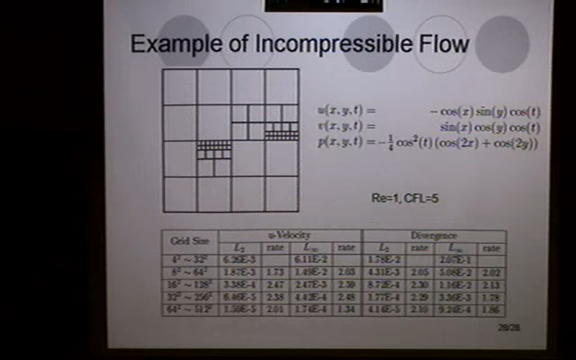 Example of Incompressible Flow
u(x, y, t) = - cos(x) sin(y) cos(t)
v(x, y, t) = sin(x) cos(y) cos(t)
p(x, y, t) = -1/4 cos²(t) (cos(2x) + cos(2y))
Re=1, CFL=5
Grid Size u-Velocity Divergence
L₂ rate L∞ rate L₂ rate L∞ rate
4² ~ 32² 6.26E-3 6.11E-2 1.78E-2 2.07E-1
8² ~ 64² 1.87E-3 1.73 1.49E-2 2.03 4.31E-3 2.05 5.08E-2 2.02
16² ~ 128² 3.38E-4 2.47 2.47E-3 2.59 8.72E-4 2.30 1.16E-2 2.13
32² ~ 256² 6.46E-5 2.38 4.42E-4 2.48 1.77E-4 2.29 3.36E-3 1.78
64² ~ 512² 1.59E-5 2.01 1.74E-4 1.34 4.14E-5 2.10 9.24E-4 1.86
28/28